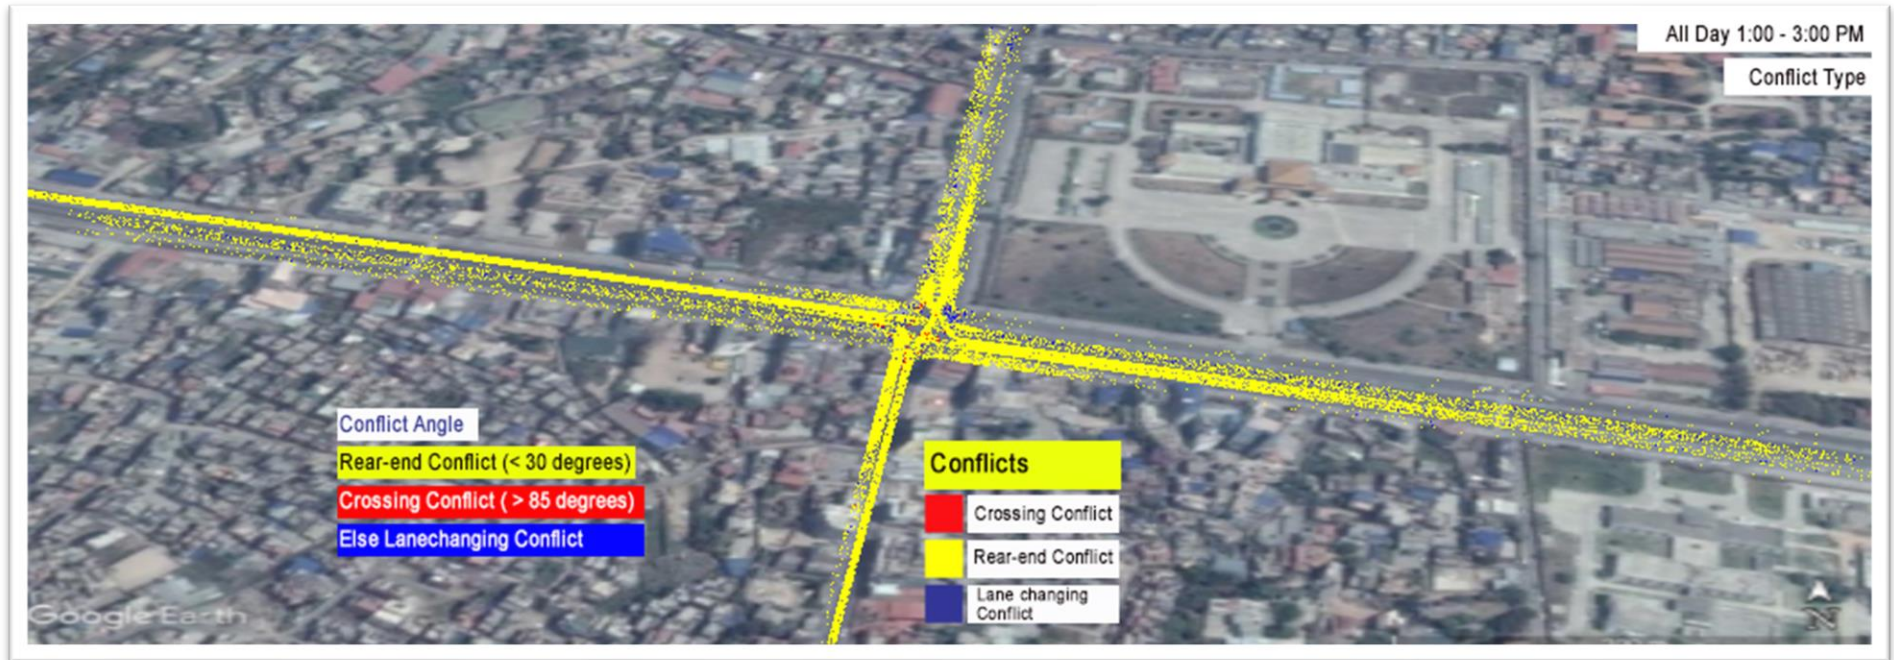 All Day 1:00 - 3:00 PM
Conflict Type
Conflict Angle
Rear-end Conflict (< 30 degrees)
Crossing Conflict ( > 85 degrees)
Else Lanechanging Conflict
Conflicts
Crossing Conflict
Rear-end Conflict
Lane changing
Conflict
Google Earth
N